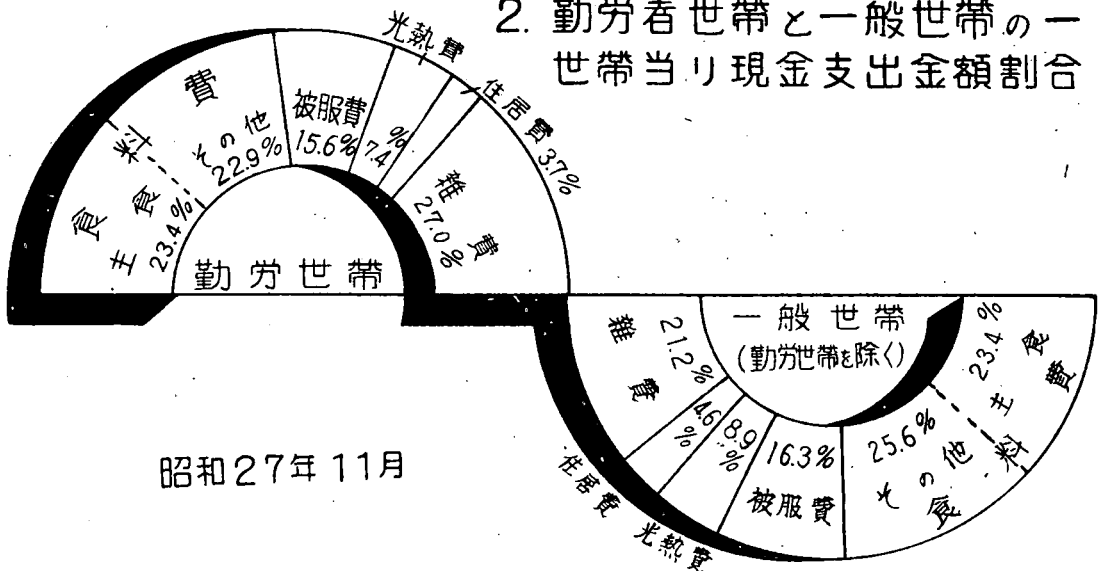 2. 勤労者世帯と一般世帯の一
世帯当り現金支出金額割合
食料費
主食
23.4%
その他
22.9%
被服費
15.6%
光熱費
7.4%
住居費 3.7%
雑費
27.0%
勤労世帯
一般世帯
(勤労世帯を除く)
雑費
21.2%
住居費
4.6%
光熱費
8.9%
被服費
16.3%
食料費
その他
25.6%
主食
23.4%
昭和27年11月